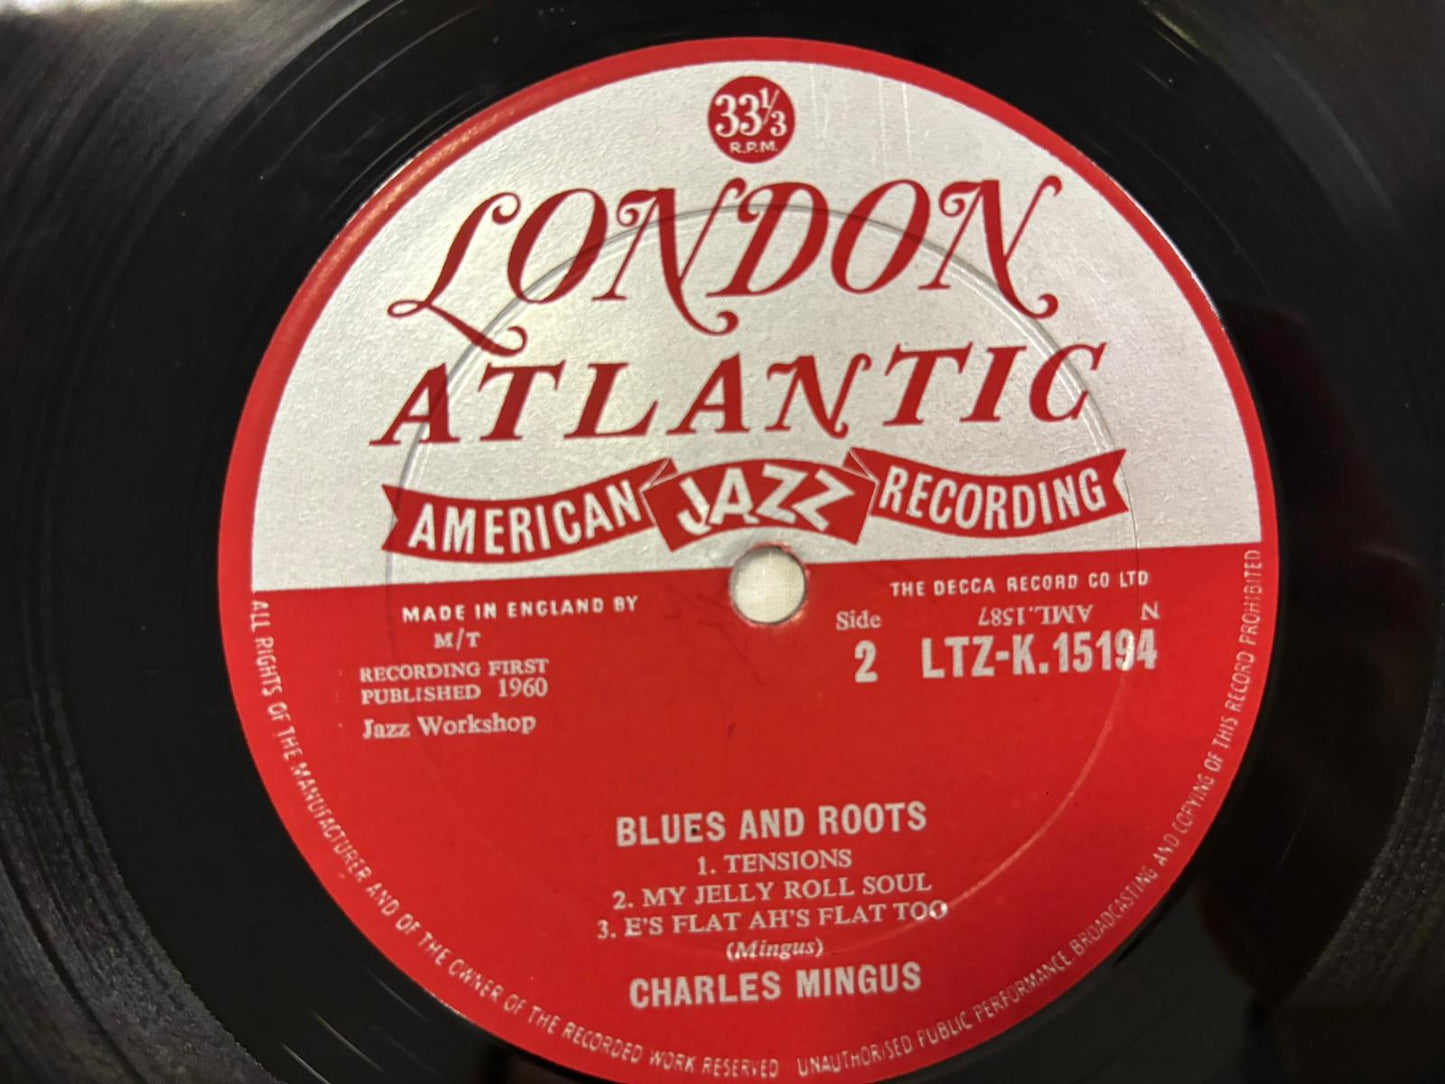 33⅓
R.P.M.
LONDON
ATLANTIC
AMERICAN JAZZ RECORDING
MADE IN ENGLAND BY
THE DECCA RECORD CO LTD
M/T
AML.1587 N
RECORDING FIRST
PUBLISHED 1960
Jazz Workshop
Side
2
LTZ-K.15194
BLUES AND ROOTS
1. TENSIONS
2. MY JELLY ROLL SOUL
3. E'S FLAT AH'S FLAT TOO
(Mingus)
CHARLES MINGUS
ALL RIGHTS OF THE MANUFACTURER AND OF THE OWNER OF THE RECORDED WORK RESERVED UNAUTHORISED PUBLIC PERFORMANCE, BROADCASTING AND COPYING OF THIS RECORD PROHIBITED